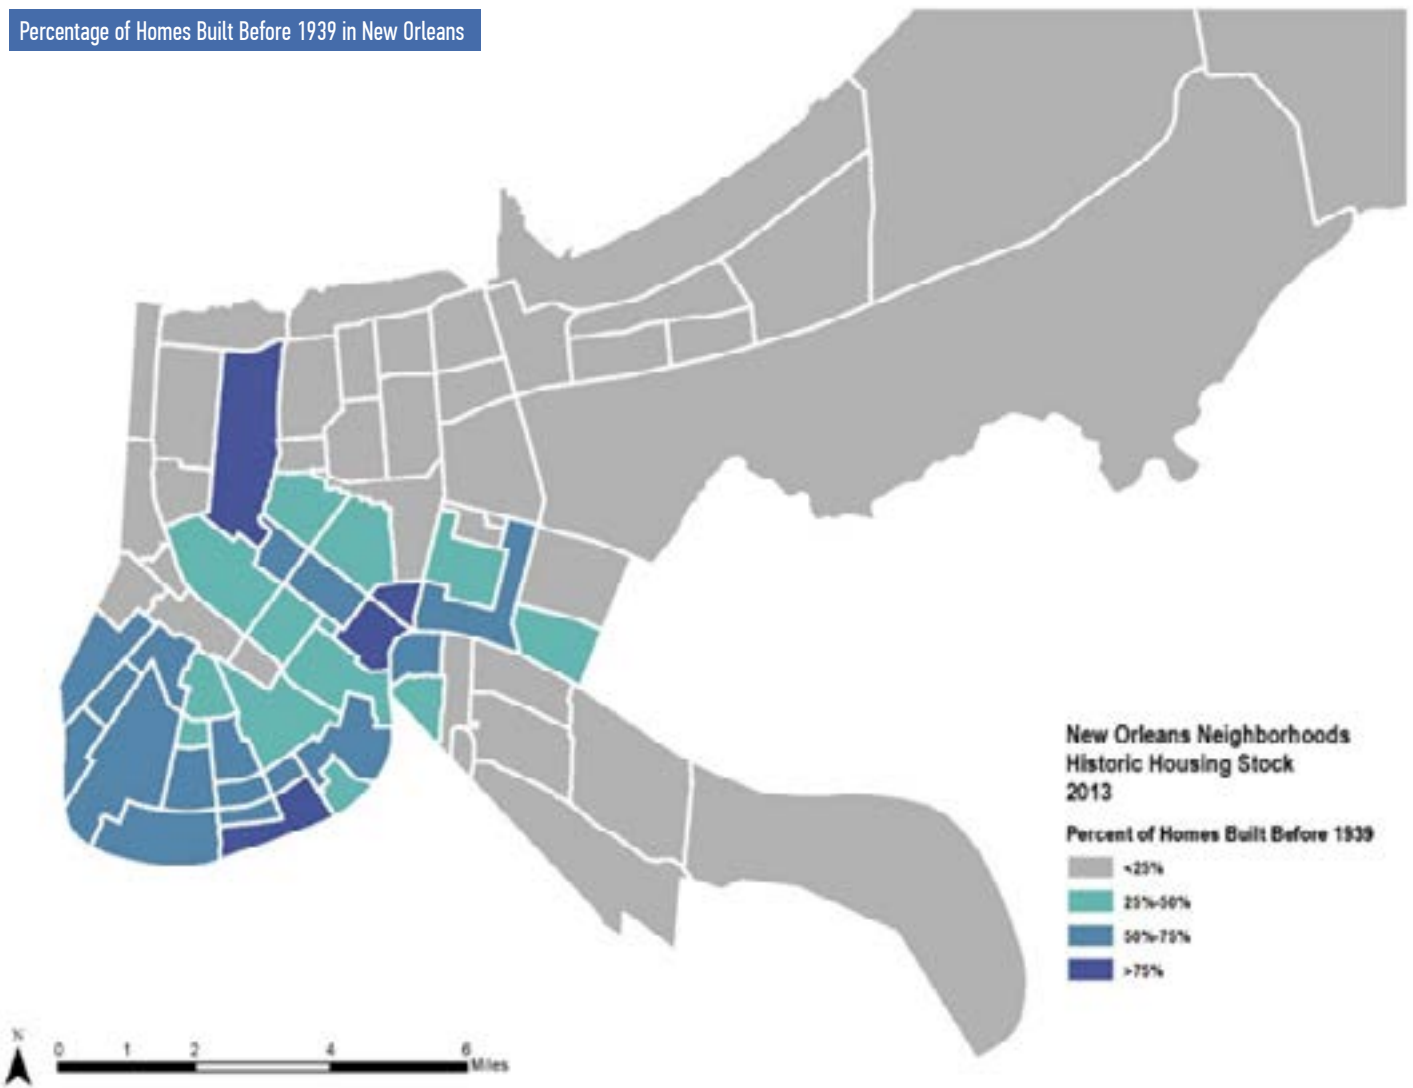 Percentage of Homes Built Before 1939 in New Orleans
New Orleans Neighborhoods
Historic Housing Stock
2013
Percent of Homes Built Before 1939
<25%
25%-50%
50%-75%
>75%
N
0 1 2 4 6
Miles